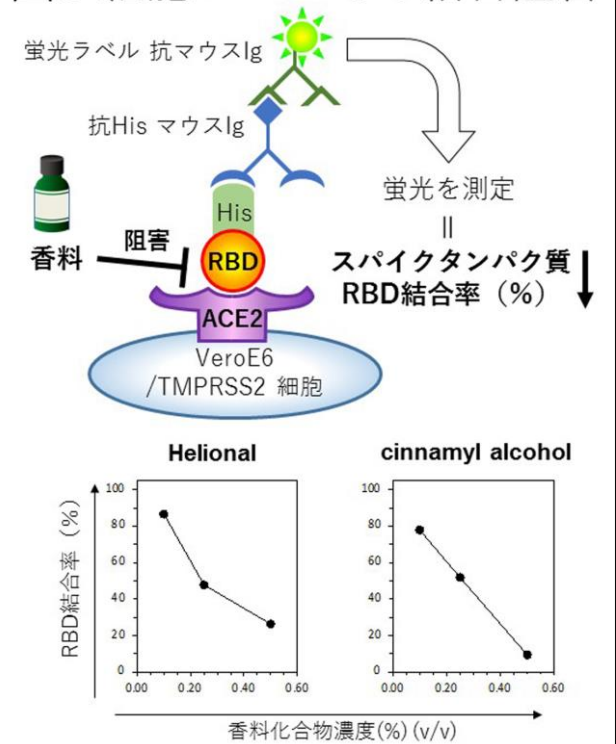 蛍光ラベル 抗マウスIg
抗His マウスIg
蛍光を測定
=
スパイクタンパク質
RBD結合率（%）
His
阻害
香料
RBD
ACE2
VeroE6
/TMPRSS2 細胞
Helional
cinnamyl alcohol
RBD結合率（%）
100
80
60
40
20
0
0.00 0.20 0.40 0.60
100
80
60
40
20
0
0.00 0.20 0.40 0.60
香料化合物濃度(%)(v/v)